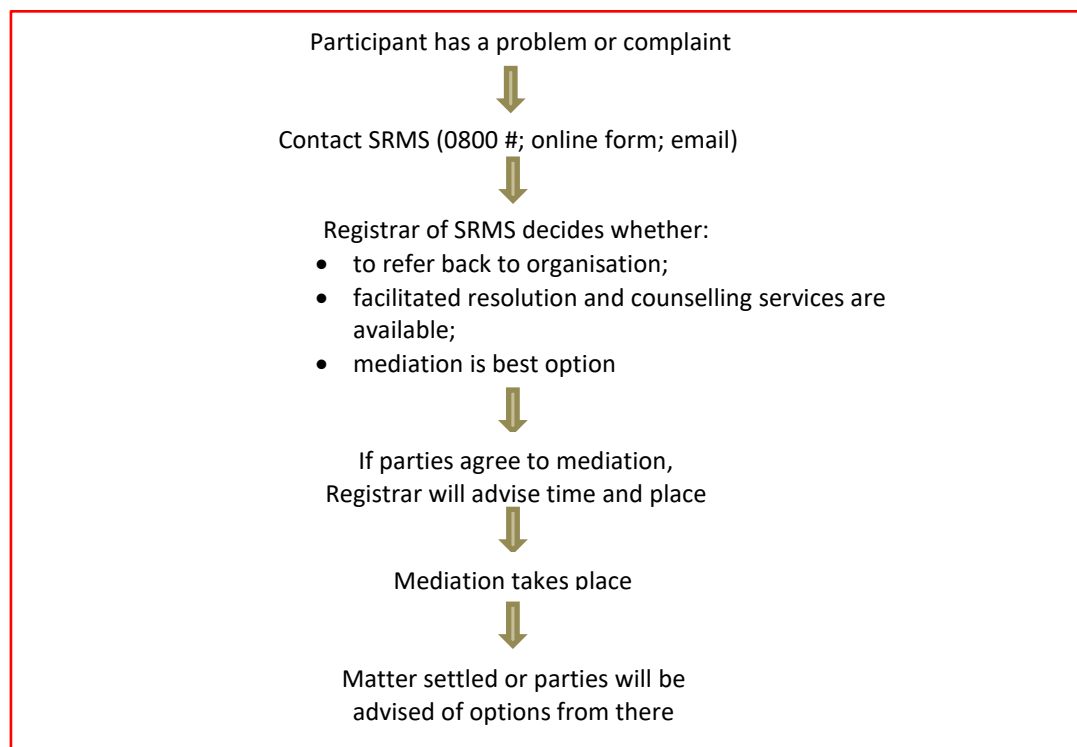 Participant has a problem or complaint
Contact SRMS (0800 #; online form; email)
Registrar of SRMS decides whether:
• to refer back to organisation;
• facilitated resolution and counselling services are
available;
• mediation is best option
If parties agree to mediation,
Registrar will advise time and place
Mediation takes place
Matter settled or parties will be
advised of options from there